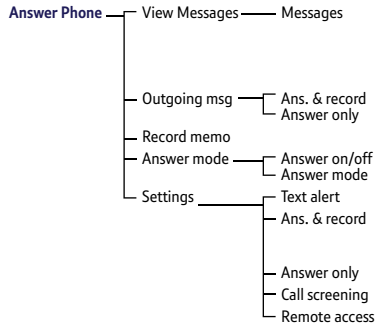 Answer Phone View Messages Messages
Outgoing msg Ans. & record
Answer only
Record memo
Answer mode Answer on/off
Answer mode
Settings Text alert
Ans. & record
Answer only
Call screening
Remote access